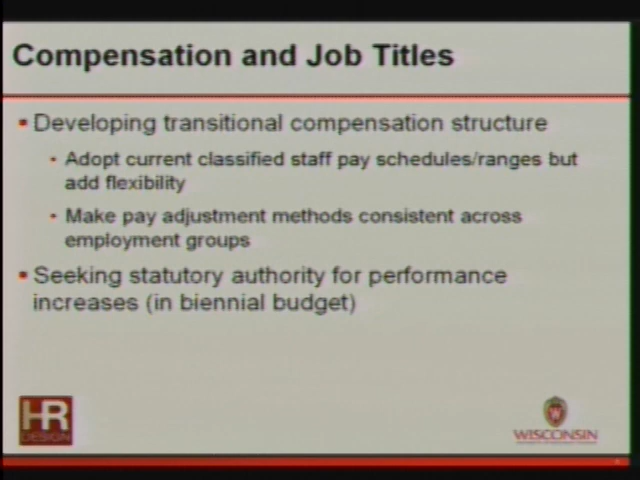 Compensation and Job Titles
Developing transitional compensation structure
Adopt current classified staff pay schedules/ranges but
add flexibility
Make pay adjustment methods consistent across
employment groups
Seeking statutory authority for performance
increases (in biennial budget)
HR
DESIGN
W
WISCONSIN